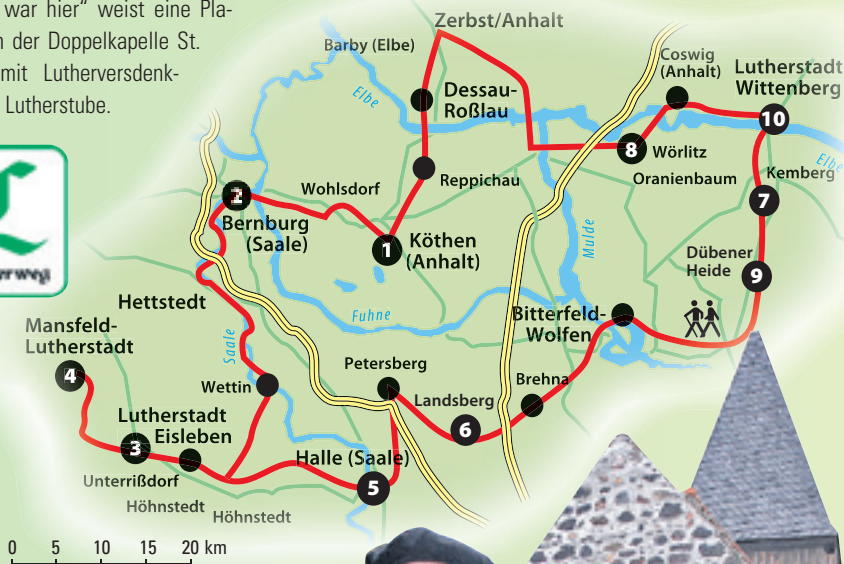 war hier“ weist eine Pla-
n der Doppelkapelle St.
mit Lutherversdenk-
Lutherstube.
Zerbst/Anhalt
Barby (Elbe)
Coswig
(Anhalt)
Lutherstadt
Wittenberg
Dessau-
Roßlau
Elbe
10
8
Wörlitz
Elbe
Reppichau
Oranienbaum
Kemberg
Wohlsdorf
2
7
Bernburg
(Saale)
1
Köthen
(Anhalt)
Mulde
Dübener
Heide
9
erweg
Hettstedt
Fuhne
Bitterfeld-
Wolfen
Mansfeld-
Lutherstadt
Saale
4
Petersberg
Wettin
Brehna
Landsberg
Lutherstadt
Eisleben
6
3
Halle (Saale)
Unterrißdorf
5
Höhnstedt
Höhnstedt
0 5 10 15 20 km